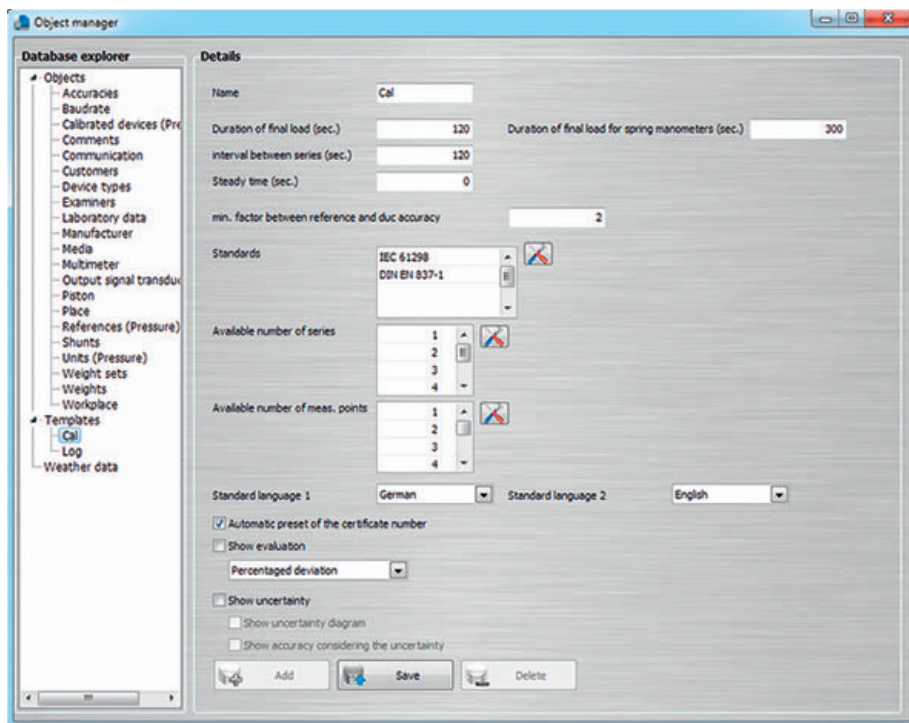 Object manager
Database explorer
Objects
Accuracies
Baudrate
Calibrated devices (Pre
Comments
Communication
Customers
Device types
Examiners
Laboratory data
Manufacturer
Media
Multimeter
Output signal transduc
Piston
Place
References (Pressure)
Shunts
Units (Pressure)
Weight sets
Weights
Workplace
Templates
Cal
Log
Weather data
Details
Name Cal
Duration of final load (sec.) 120 Duration of final load for spring manometers (sec.) 300
interval between series (sec.) 120
Steady time (sec.) 0
min. factor between reference and duc accuracy 2
Standards IEC 61298
DIN EN 837-1
Available number of series 1
2
3
4
Available number of meas. points 1
2
3
4
Standard language 1 German Standard language 2 English
Automatic preset of the certificate number
Show evaluation
Percentaged deviation
Show uncertainty
Show uncertainty diagram
Show accuracy considering the uncertainty
Add Save Delete